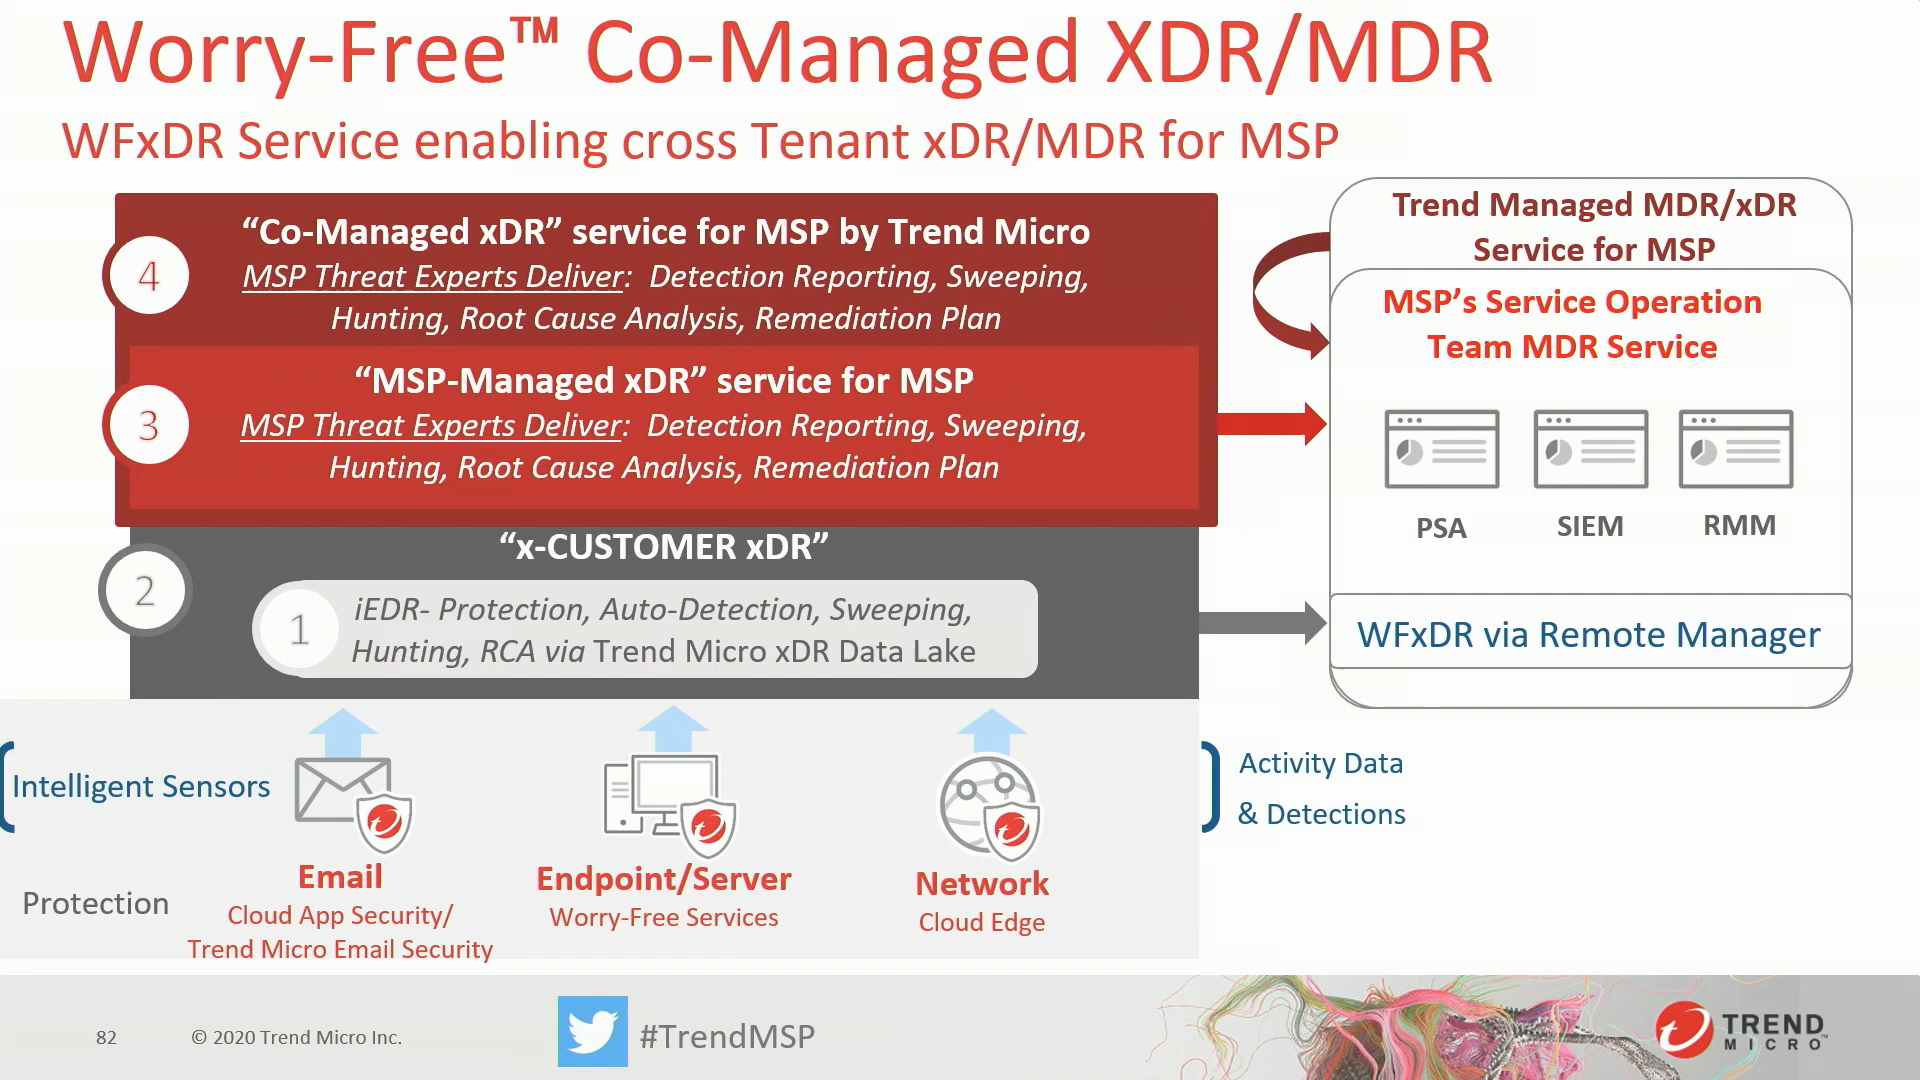 Worry-Free™ Co-Managed XDR/MDR
WFxDR Service enabling cross Tenant xDR/MDR for MSP
4
“Co-Managed xDR” service for MSP by Trend Micro
MSP Threat Experts Deliver: Detection Reporting, Sweeping,
Hunting, Root Cause Analysis, Remediation Plan
3
“MSP-Managed xDR” service for MSP
MSP Threat Experts Deliver: Detection Reporting, Sweeping,
Hunting, Root Cause Analysis, Remediation Plan
2
“x-CUSTOMER xDR”
1
iEDR- Protection, Auto-Detection, Sweeping,
Hunting, RCA via Trend Micro xDR Data Lake
Trend Managed MDR/xDR
Service for MSP
MSP’s Service Operation
Team MDR Service
PSA
SIEM
RMM
WFxDR via Remote Manager
Intelligent Sensors
Activity Data
& Detections
Protection
Email
Cloud App Security/
Trend Micro Email Security
Endpoint/Server
Worry-Free Services
Network
Cloud Edge
82
© 2020 Trend Micro Inc.
#TrendMSP
TREND
MICRO™